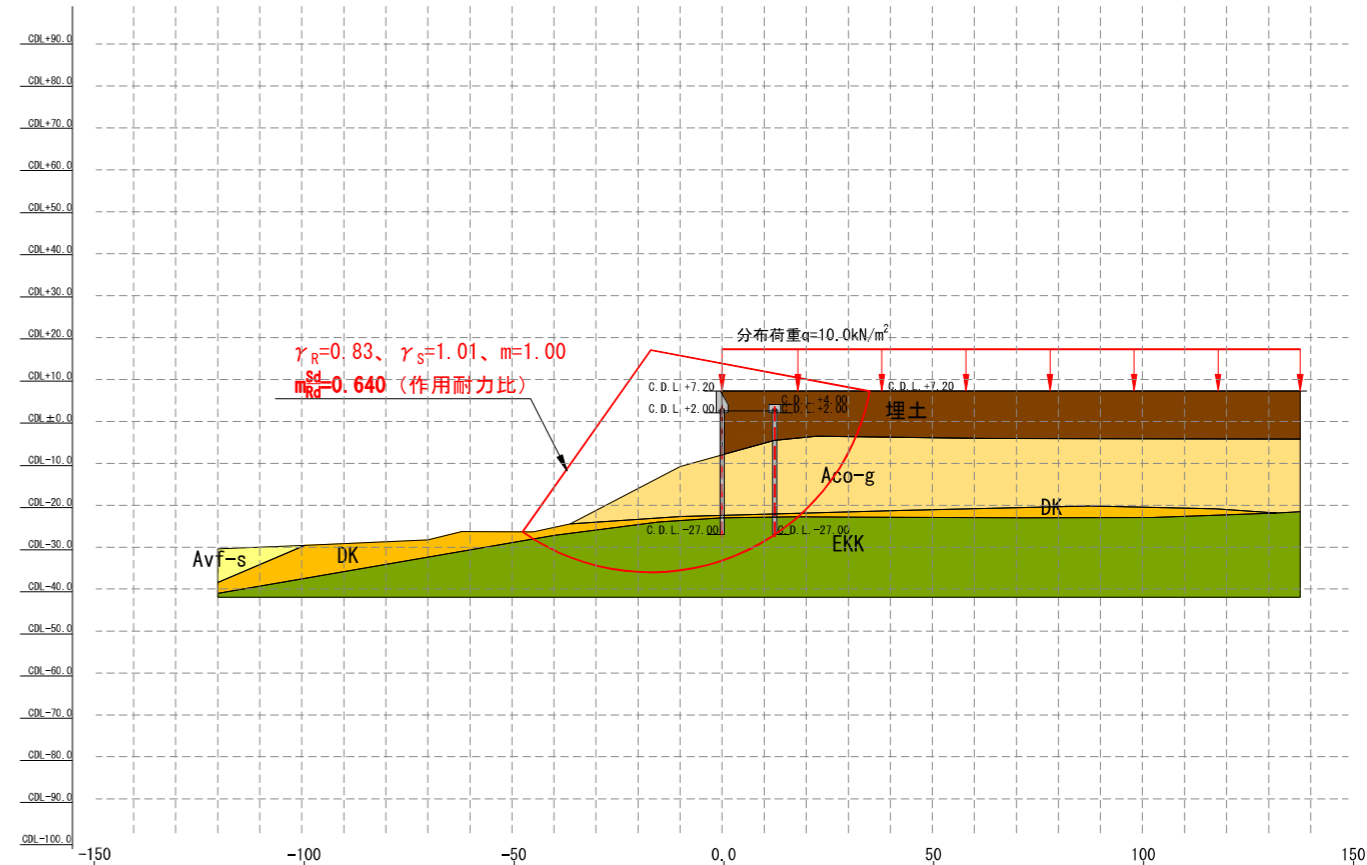 CDL+90.0
CDL+80.0
CDL+70.0
CDL+60.0
CDL+50.0
CDL+40.0
CDL+30.0
CDL+20.0
CDL+10.0
CDL±0.0
CDL-10.0
CDL-20.0
CDL-30.0
CDL-40.0
CDL-50.0
CDL-60.0
CDL-70.0
CDL-80.0
CDL-90.0
CDL-100.0
分布荷重q=10.0kN/m²
γR=0.83、γS=1.01、m=1.00
m Sd/Rd=0.640 (作用耐力比)
C.D.L.+7.20
C.D.L.+7.20
C.D.L.+4.00
C.D.L.+2.00
C.D.L.+2.00
埋土
Aco-g
DK
C.D.L.-27.00
C.D.L.-27.00
EKK
Avf-s
DK
-150
-100
-50
0.0
50
100
150